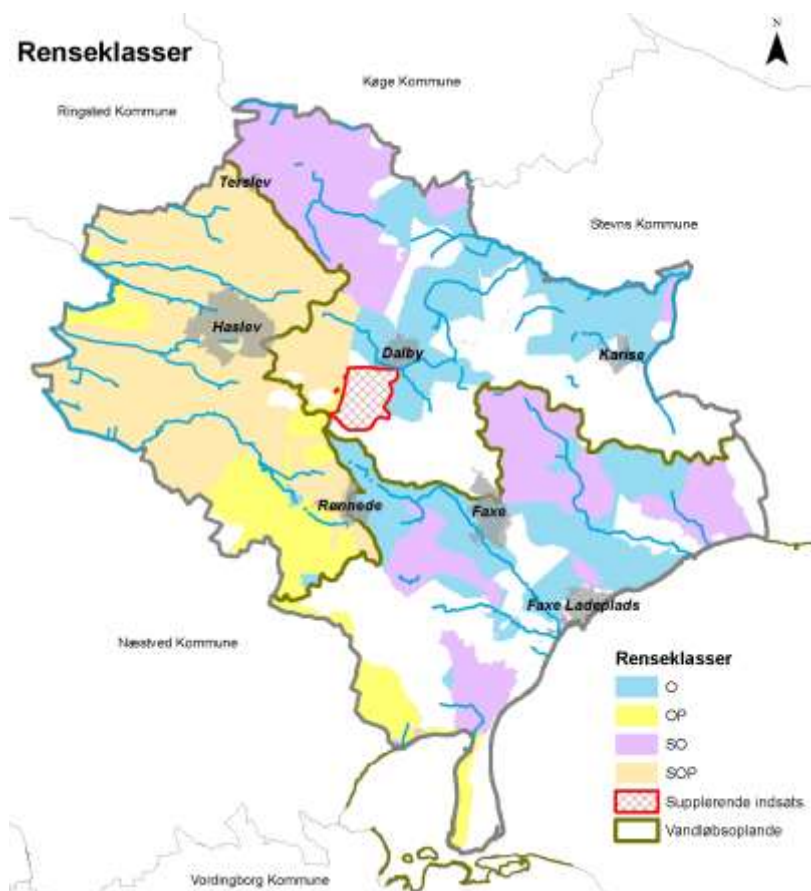 Renseklasser
N
Køge Kommune
Ringsted Kommune
Terslev
Stevns Kommune
Haslev
Dalby
Karise
Rønnede
Faxe
Faxe Ladeplads
Næstved Kommune
Renseklasser
O
OP
SO
SOP
Supplerende indsats
Vandløbsoplande
Vordingborg Kommune